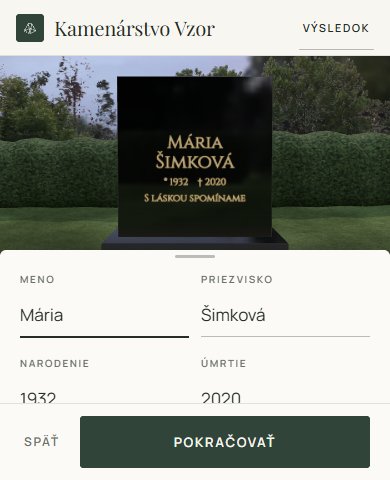 Kamenárstvo Vzor
VÝSLEDOK
MÁRIA
ŠIMKOVÁ
* 1932 † 2020
S LÁSKOU SPOMÍNAME
MENO
PRIEZVISKO
Mária
Šimková
NARODENIE
ÚMRTIE
1932
2020
SPÄŤ
POKRAČOVAŤ